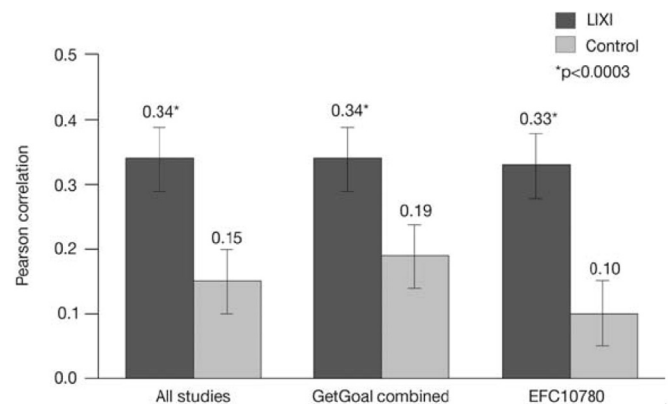 LIXI
Control
*p<0.0003
Pearson correlation
0.5
0.4
0.3
0.2
0.1
0.0
0.34*
0.15
0.34*
0.19
0.33*
0.10
All studies
GetGoal combined
EFC10780